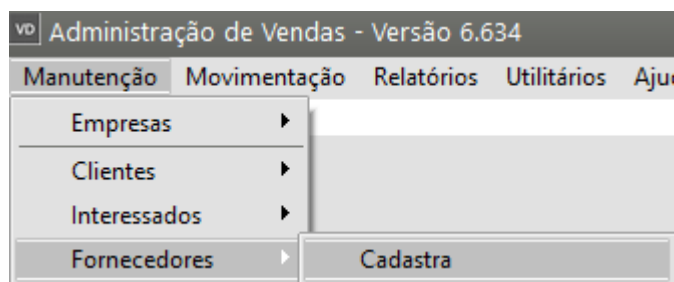 VD Administração de Vendas - Versão 6.634
Manutenção Movimentação Relatórios Utilitários
Empresas
Clientes
Interessados
Fornecedores Cadastra